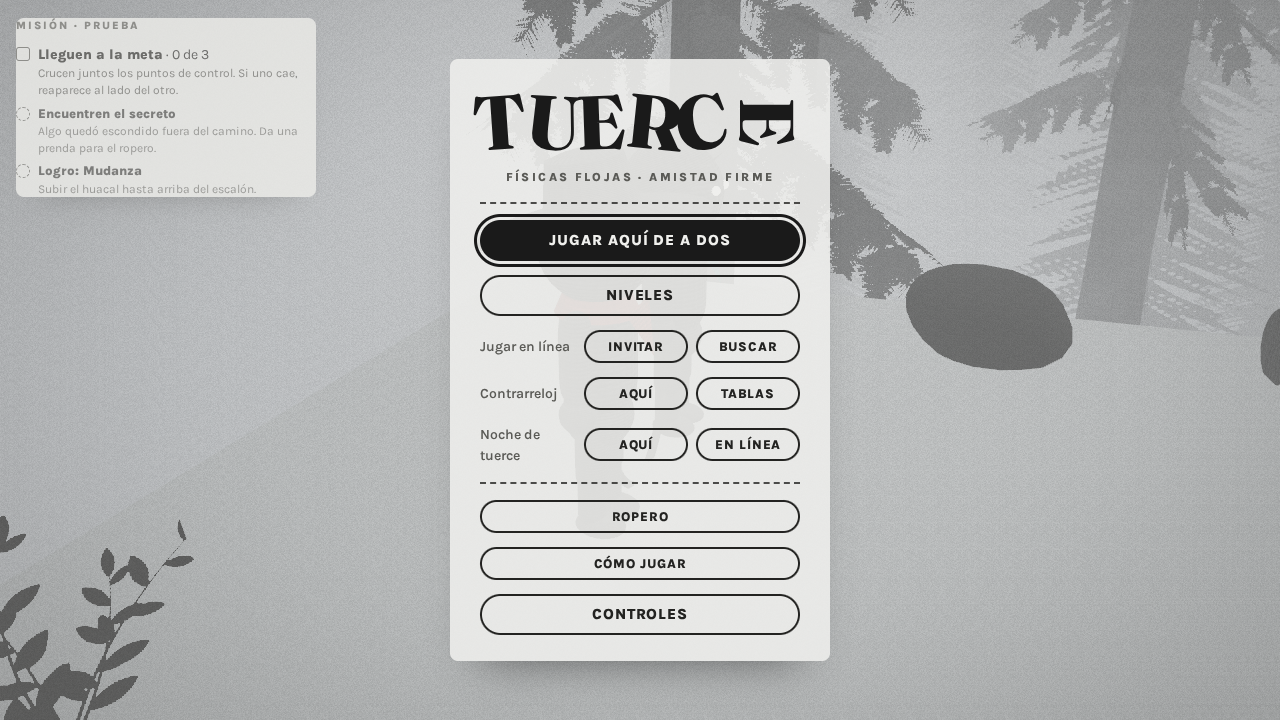 MISIÓN · PRUEBA
Lleguen a la meta · 0 de 3
Crucen juntos los puntos de control. Si uno cae,
reaparece al lado del otro.
Encuentren el secreto
Algo quedó escondido fuera del camino. Da una
prenda para el ropero.
Logro: Mudanza
Subir el huacal hasta arriba del escalón.
TUERCE
FÍSICAS FLOJAS · AMISTAD FIRME
JUGAR AQUÍ DE A DOS
NIVELES
Jugar en línea INVITAR BUSCAR
Contrarreloj AQUÍ TABLAS
Noche de
tuerce AQUÍ EN LÍNEA
ROPERO
CÓMO JUGAR
CONTROLES